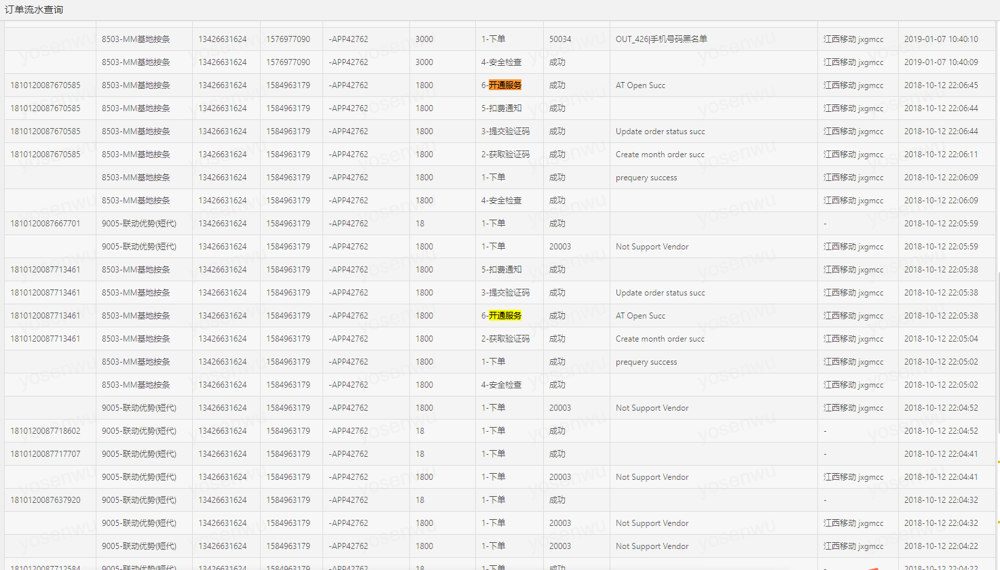 订单流水查询
8503-MM基地按条 13426631624 1576977090 -APP42762 3000 1-下单 50034 OUT_426|手机号码黑名单 江西移动 jxgmcc 2019-01-07 10:40:10
8503-MM基地按条 13426631624 1576977090 -APP42762 3000 4-安全检查 成功 江西移动 jxgmcc 2019-01-07 10:40:09
1810120087670585 8503-MM基地按条 13426631624 1584963179 -APP42762 1800 6-开通服务 成功 AT Open Succ 江西移动 jxgmcc 2018-10-12 22:06:45
1810120087670585 8503-MM基地按条 13426631624 1584963179 -APP42762 1800 5-扣费通知 成功 江西移动 jxgmcc 2018-10-12 22:06:44
1810120087670585 8503-MM基地按条 13426631624 1584963179 -APP42762 1800 3-提交验证码 成功 Update order status succ 江西移动 jxgmcc 2018-10-12 22:06:44
1810120087670585 8503-MM基地按条 13426631624 1584963179 -APP42762 1800 2-获取验证码 成功 Create month order succ 江西移动 jxgmcc 2018-10-12 22:06:11
8503-MM基地按条 13426631624 1584963179 -APP42762 1800 1-下单 成功 prequery success 江西移动 jxgmcc 2018-10-12 22:06:09
8503-MM基地按条 13426631624 1584963179 -APP42762 1800 4-安全检查 成功 江西移动 jxgmcc 2018-10-12 22:06:09
1810120087667701 9005-联动优势(短代) 13426631624 1584963179 -APP42762 18 1-下单 成功 - 2018-10-12 22:05:59
9005-联动优势(短代) 13426631624 1584963179 -APP42762 1800 1-下单 20003 Not Support Vendor 江西移动 jxgmcc 2018-10-12 22:05:59
1810120087713461 8503-MM基地按条 13426631624 1584963179 -APP42762 1800 5-扣费通知 成功 江西移动 jxgmcc 2018-10-12 22:05:38
1810120087713461 8503-MM基地按条 13426631624 1584963179 -APP42762 1800 3-提交验证码 成功 Update order status succ 江西移动 jxgmcc 2018-10-12 22:05:38
1810120087713461 8503-MM基地按条 13426631624 1584963179 -APP42762 1800 6-开通服务 成功 AT Open Succ 江西移动 jxgmcc 2018-10-12 22:05:38
1810120087713461 8503-MM基地按条 13426631624 1584963179 -APP42762 1800 2-获取验证码 成功 Create month order succ 江西移动 jxgmcc 2018-10-12 22:05:04
8503-MM基地按条 13426631624 1584963179 -APP42762 1800 1-下单 成功 prequery success 江西移动 jxgmcc 2018-10-12 22:05:02
8503-MM基地按条 13426631624 1584963179 -APP42762 1800 4-安全检查 成功 江西移动 jxgmcc 2018-10-12 22:05:02
9005-联动优势(短代) 13426631624 1584963179 -APP42762 1800 1-下单 20003 Not Support Vendor 江西移动 jxgmcc 2018-10-12 22:04:52
1810120087718602 9005-联动优势(短代) 13426631624 1584963179 -APP42762 18 1-下单 成功 - 2018-10-12 22:04:52
1810120087717707 9005-联动优势(短代) 13426631624 1584963179 -APP42762 18 1-下单 成功 - 2018-10-12 22:04:41
9005-联动优势(短代) 13426631624 1584963179 -APP42762 1800 1-下单 20003 Not Support Vendor 江西移动 jxgmcc 2018-10-12 22:04:41
1810120087637920 9005-联动优势(短代) 13426631624 1584963179 -APP42762 18 1-下单 成功 - 2018-10-12 22:04:32
9005-联动优势(短代) 13426631624 1584963179 -APP42762 1800 1-下单 20003 Not Support Vendor 江西移动 jxgmcc 2018-10-12 22:04:32
9005-联动优势(短代) 13426631624 1584963179 -APP42762 1800 1-下单 20003 Not Support Vendor 江西移动 jxgmcc 2018-10-12 22:04:22
1810120087712584 9005-联动优势(短代) 13426631624 1584963179 -APP42762 18 1-下单 成功 - 2018-10-12 22:04:22